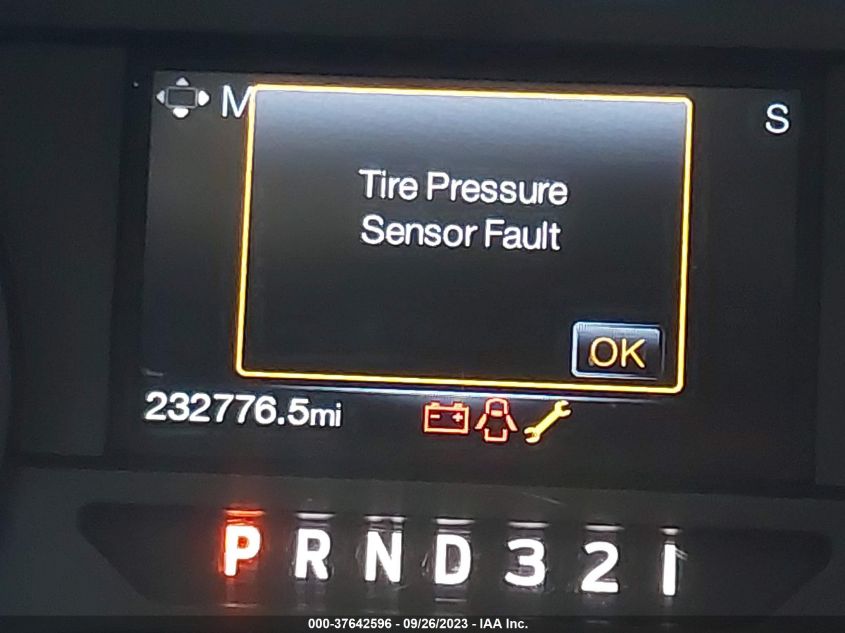 M
S
Tire Pressure
Sensor Fault
OK
232776.5mi
P R N D 3 2 1
000-37642596 - 09/26/2023 - IAA Inc.